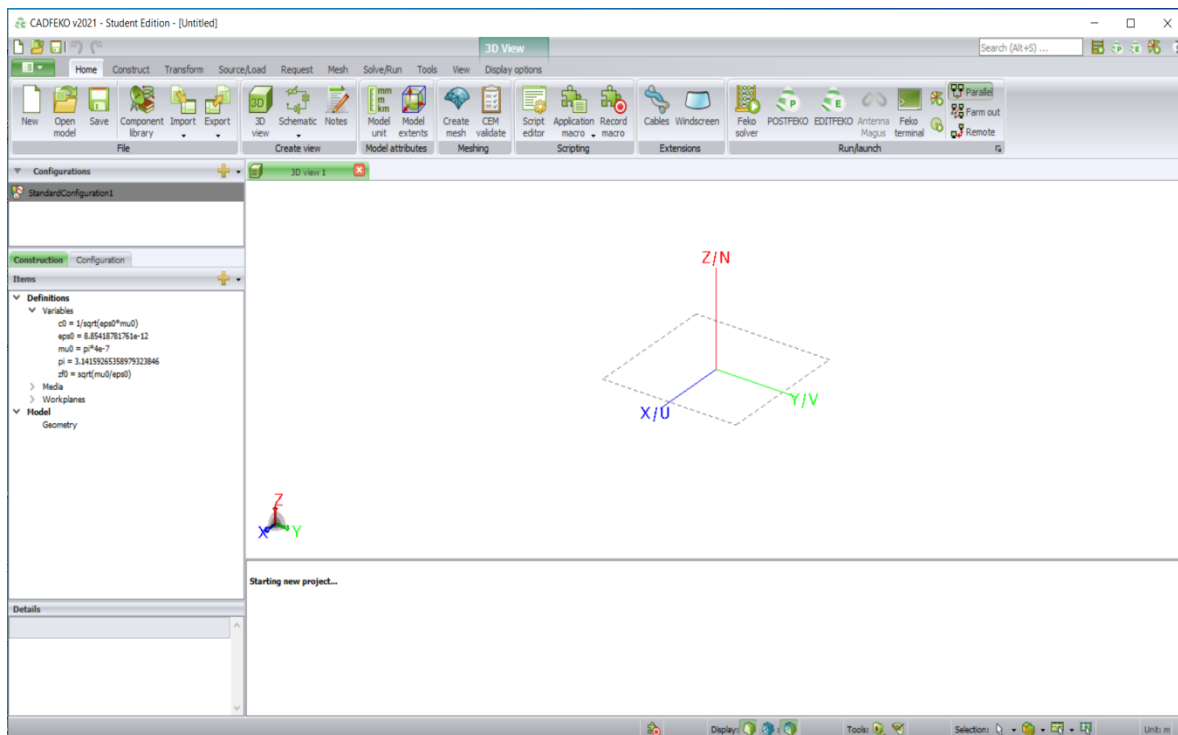 CADFEKO v2021 - Student Edition - [Untitled]
3D View
Search (Alt+S) ...
Home Construct Transform Source/Load Request Mesh Solve/Run Tools View Display options
New Open model Save Component library Import Export
File
3D view Schematic Notes
Create view
mm m km
Model unit Model extents
Model attributes
Create mesh CEM validate
Meshing
Script editor Application macro Record macro
Scripting
Cables Windscreen
Extensions
Feko solver POSTFEKO EDITFEKO Antenna Magus Feko terminal
Parallel
Farm out
Remote
Run/launch
Configurations
StandardConfiguration1
Construction Configuration
Items
Definitions
Variables
c0 = 1/sqrt(eps0*mu0)
eps0 = 8.85418781761e-12
mu0 = pi*4e-7
pi = 3.14159265358979323846
zf0 = sqrt(mu0/eps0)
Media
Workplanes
Model
Geometry
Details
3D view 1
Z/N
X/U
Y/V
Z
X
Y
Starting new project...
Display: Tools: Selection: Unit: m